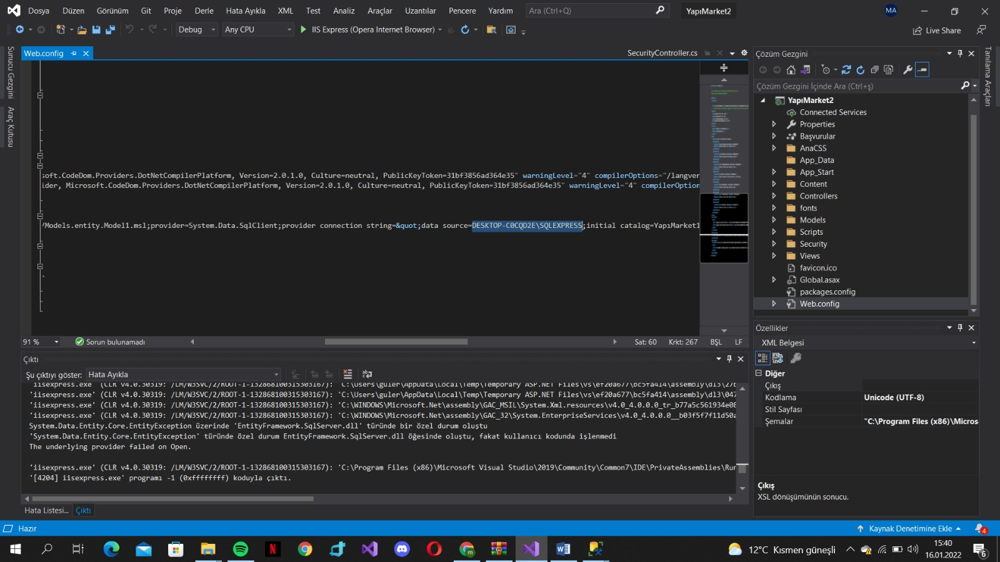 Dosya Düzen Görünüm Git Proje Derle Hata Ayıkla XML Test Analiz Araçlar Uzantılar Pencere Yardım Ara (Ctrl+Q) YapıMarket2 MA
Debug Any CPU IIS Express (Opera Internet Browser) Live Share
Sunucu Gezgini
Araç Kutusu
Web.config SecurityController.cs
soft.CodeDom.Providers.DotNetCompilerPlatform, Version=2.0.1.0, Culture=neutral, PublicKeyToken=31bf3856ad364e35" warningLevel="4" compilerOptions="/langver
ider, Microsoft.CodeDom.Providers.DotNetCompilerPlatform, Version=2.0.1.0, Culture=neutral, PublicKeyToken=31bf3856ad364e35" warningLevel="4" compilerOption
/Models.entity.Model1.msl;provider=System.Data.SqlClient;provider connection string=&quot;data source=DESKTOP-C0CQD2E\SQLEXPRESS;initial catalog=YapıMarket1
91 % Sorun bulunamadı Sat: 60 Krkt: 267 BŞL LF
Çıktı
Şu çıktıyı göster: Hata Ayıkla
'iisexpress.exe' (CLR v4.0.30319: /LM/W3SVC/2/ROOT-1-132868100315303167): 'C:\Users\guler\AppData\Local\Temp\Temporary ASP.NET Files\vs\ef20a677\bc5fa414\assembly\dl3\27b
'iisexpress.exe' (CLR v4.0.30319: /LM/W3SVC/2/ROOT-1-132868100315303167): 'C:\Users\guler\AppData\Local\Temp\Temporary ASP.NET Files\vs\ef20a677\bc5fa414\assembly\dl3\047
'iisexpress.exe' (CLR v4.0.30319: /LM/W3SVC/2/ROOT-1-132868100315303167): 'C:\WINDOWS\Microsoft.Net\assembly\GAC_MSIL\System.Xml.resources\v4.0_4.0.0.0_tr_b77a5c561934e08
'iisexpress.exe' (CLR v4.0.30319: /LM/W3SVC/2/ROOT-1-132868100315303167): 'C:\WINDOWS\Microsoft.Net\assembly\GAC_32\System.EnterpriseServices\v4.0_4.0.0.0__b03f5f7f11d50a
System.Data.Entity.Core.EntityException üzerinde 'EntityFramework.SqlServer.dll' türünde bir özel durum oluştu
'System.Data.Entity.Core.EntityException' türünde özel durum EntityFramework.SqlServer.dll öğesinde oluştu, fakat kullanıcı kodunda işlenmedi
The underlying provider failed on Open.
'iisexpress.exe' (CLR v4.0.30319: /LM/W3SVC/2/ROOT-1-132868100315303167): 'C:\Program Files (x86)\Microsoft Visual Studio\2019\Community\Common7\IDE\PrivateAssemblies\Run
'[4204] iisexpress.exe' programı -1 (0xffffffff) koduyla çıktı.
Hata Listesi... Çıktı
Çözüm Gezgini
Çözüm Gezgini İçinde Ara (Ctrl+ş)
YapıMarket2
Connected Services
Properties
Başvurular
AnaCSS
App_Data
App_Start
Content
Controllers
fonts
Models
Scripts
Security
Views
favicon.ico
Global.asax
packages.config
Web.config
Özellikler
XML Belgesi
Diğer
Çıkış
Kodlama Unicode (UTF-8)
Stil Sayfası
Şemalar "C:\Program Files (x86)\Micros
Çıkış
XSL dönüşümünün sonucu.
Tanılama Araçları
Hazır Kaynak Denetimine Ekle 4
12°C Kısmen güneşli 15:40
16.01.2022 6